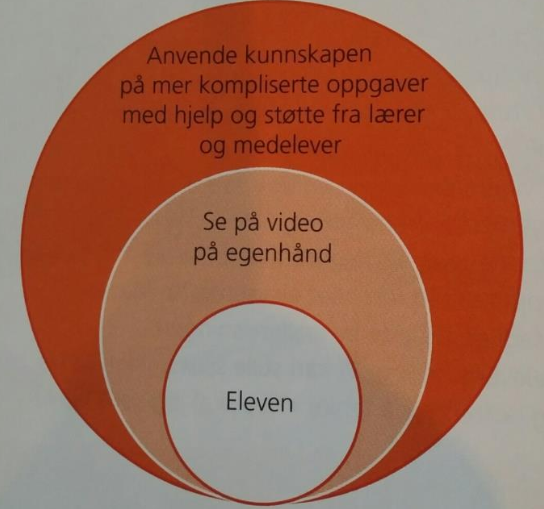 Anvende kunnskapen
på mer kompliserte oppgaver
med hjelp og støtte fra lærer
og medelever
Se på video
på egenhånd
Eleven